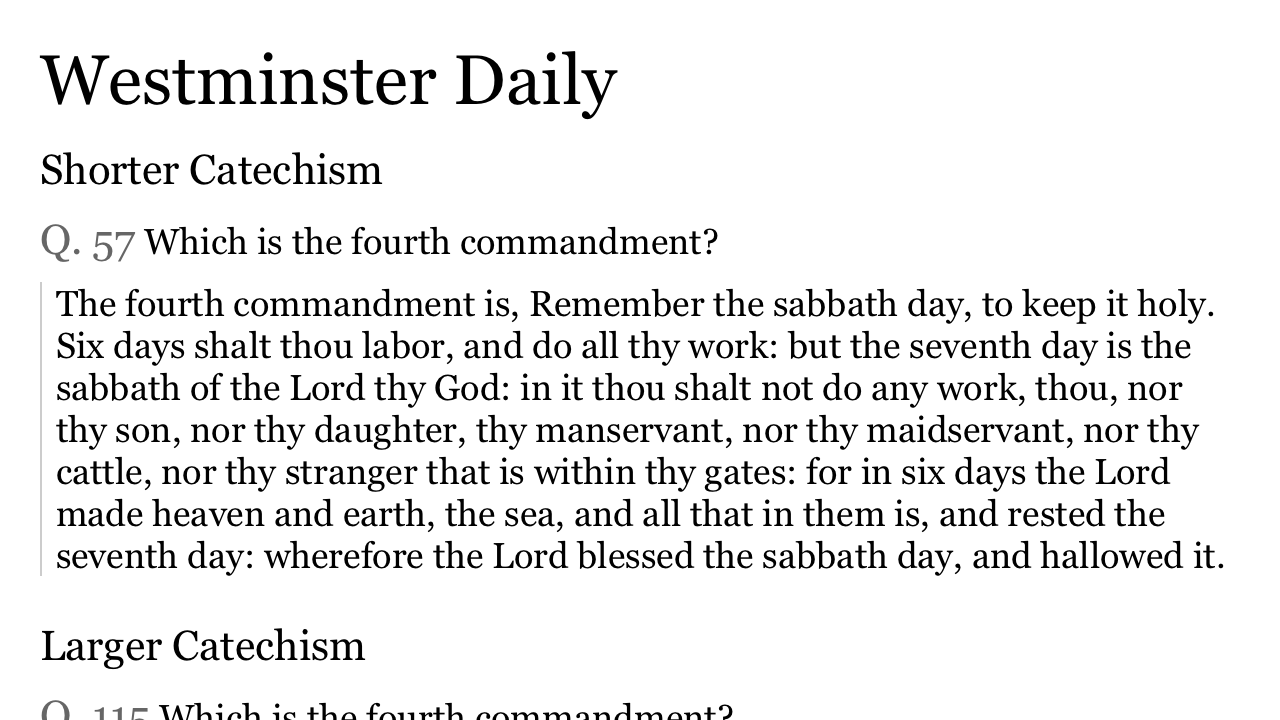 Westminster Daily
Shorter Catechism
Q. 57 Which is the fourth commandment?
The fourth commandment is, Remember the sabbath day, to keep it holy.
Six days shalt thou labor, and do all thy work: but the seventh day is the
sabbath of the Lord thy God: in it thou shalt not do any work, thou, nor
thy son, nor thy daughter, thy manservant, nor thy maidservant, nor thy
cattle, nor thy stranger that is within thy gates: for in six days the Lord
made heaven and earth, the sea, and all that in them is, and rested the
seventh day: wherefore the Lord blessed the sabbath day, and hallowed it.
Larger Catechism
Q. 115 Which is the fourth commandment?